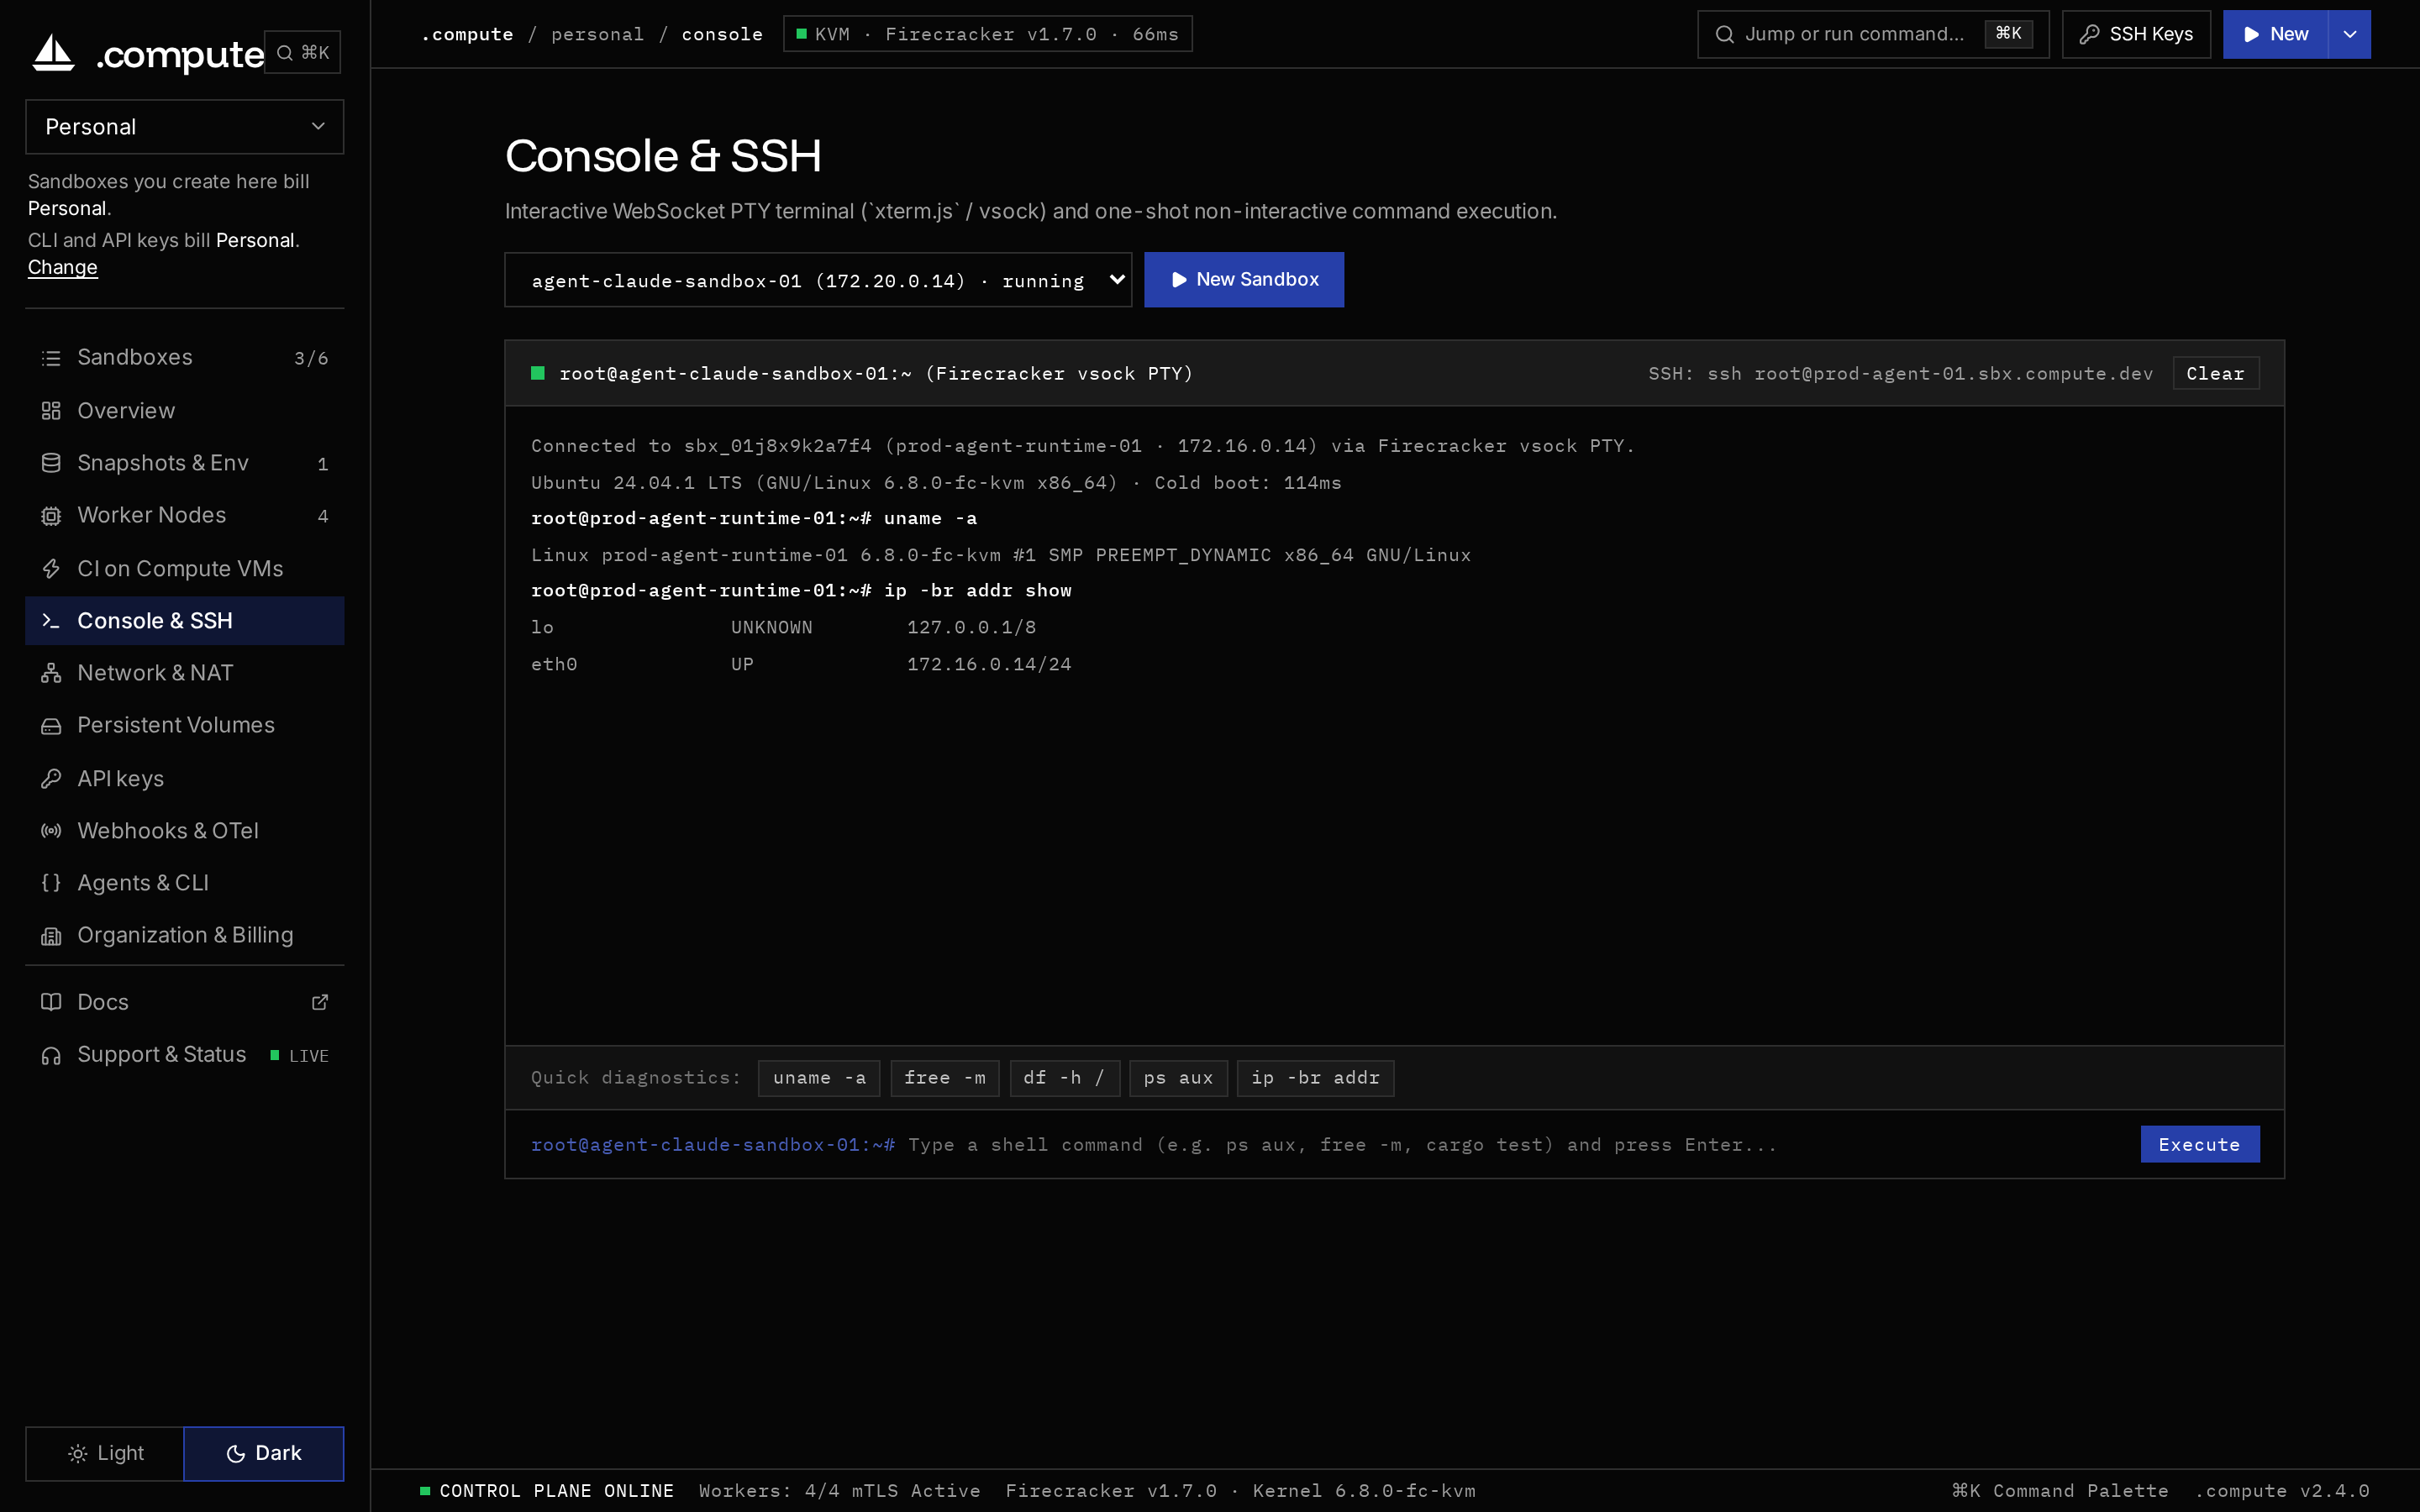 .compute
⌘K
Personal
Sandboxes you create here bill
Personal.
CLI and API keys bill Personal.
Change
Sandboxes 3/6
Overview
Snapshots & Env 1
Worker Nodes 4
CI on Compute VMs
Console & SSH
Network & NAT
Persistent Volumes
API keys
Webhooks & OTel
Agents & CLI
Organization & Billing
Docs
Support & Status LIVE
Light Dark
.compute / personal / console KVM · Firecracker v1.7.0 · 66ms
Jump or run command... ⌘K SSH Keys New
Console & SSH
Interactive WebSocket PTY terminal (`xterm.js` / vsock) and one-shot non-interactive command execution.
agent-claude-sandbox-01 (172.20.0.14) · running New Sandbox
root@agent-claude-sandbox-01:~ (Firecracker vsock PTY) SSH: ssh root@prod-agent-01.sbx.compute.dev Clear
Connected to sbx_01j8x9k2a7f4 (prod-agent-runtime-01 · 172.16.0.14) via Firecracker vsock PTY.
Ubuntu 24.04.1 LTS (GNU/Linux 6.8.0-fc-kvm x86_64) · Cold boot: 114ms
root@prod-agent-runtime-01:~# uname -a
Linux prod-agent-runtime-01 6.8.0-fc-kvm #1 SMP PREEMPT_DYNAMIC x86_64 GNU/Linux
root@prod-agent-runtime-01:~# ip -br addr show
lo UNKNOWN 127.0.0.1/8
eth0 UP 172.16.0.14/24
Quick diagnostics: uname -a free -m df -h / ps aux ip -br addr
root@agent-claude-sandbox-01:~# Type a shell command (e.g. ps aux, free -m, cargo test) and press Enter... Execute
CONTROL PLANE ONLINE Workers: 4/4 mTLS Active Firecracker v1.7.0 · Kernel 6.8.0-fc-kvm ⌘K Command Palette .compute v2.4.0